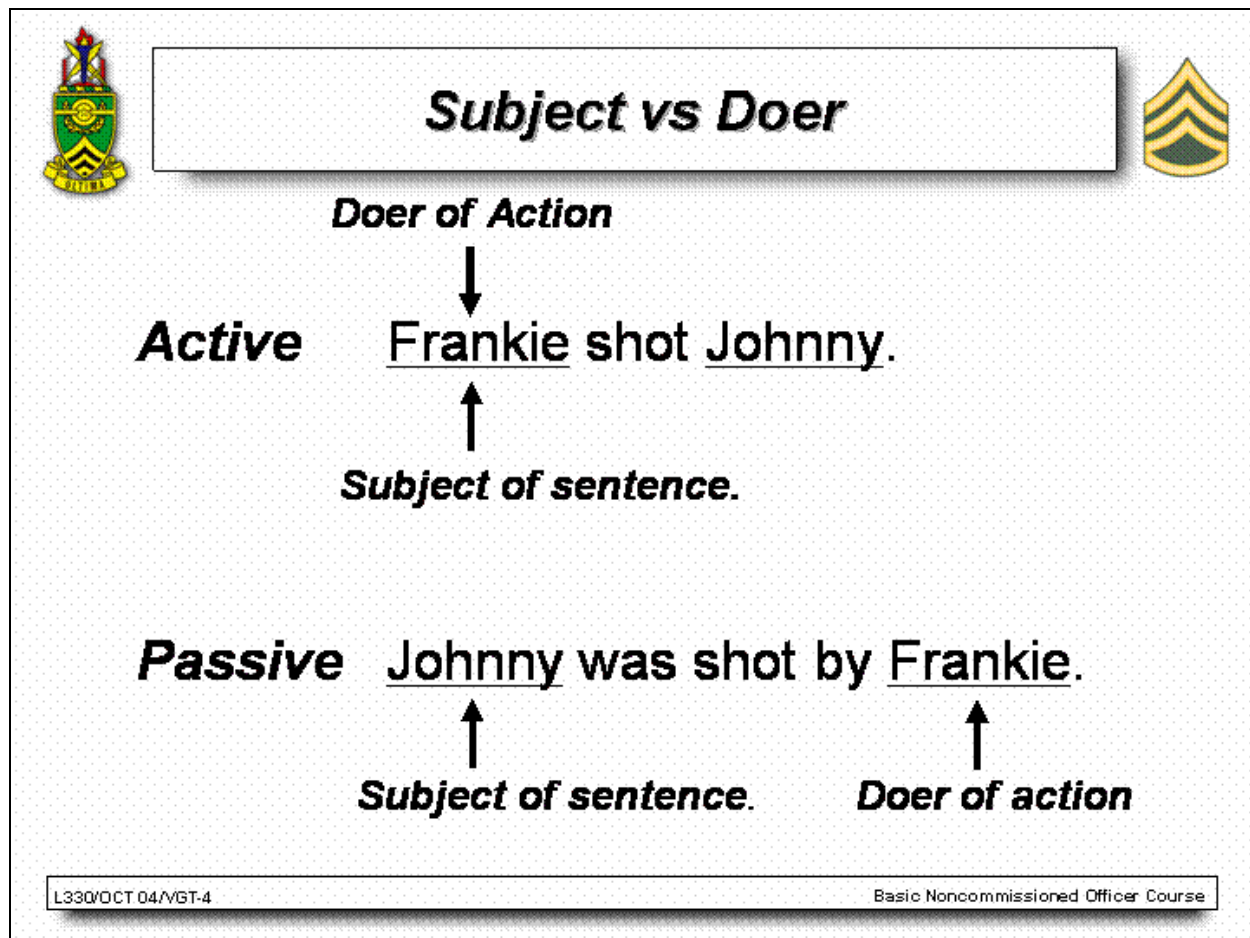 Subject vs Doer
ULTIMA
Doer of Action
Active Frankie shot Johnny.
Subject of sentence.
Passive Johnny was shot by Frankie.
Subject of sentence. Doer of action
L330/OCT 04/VGT-4 Basic Noncommissioned Officer Course